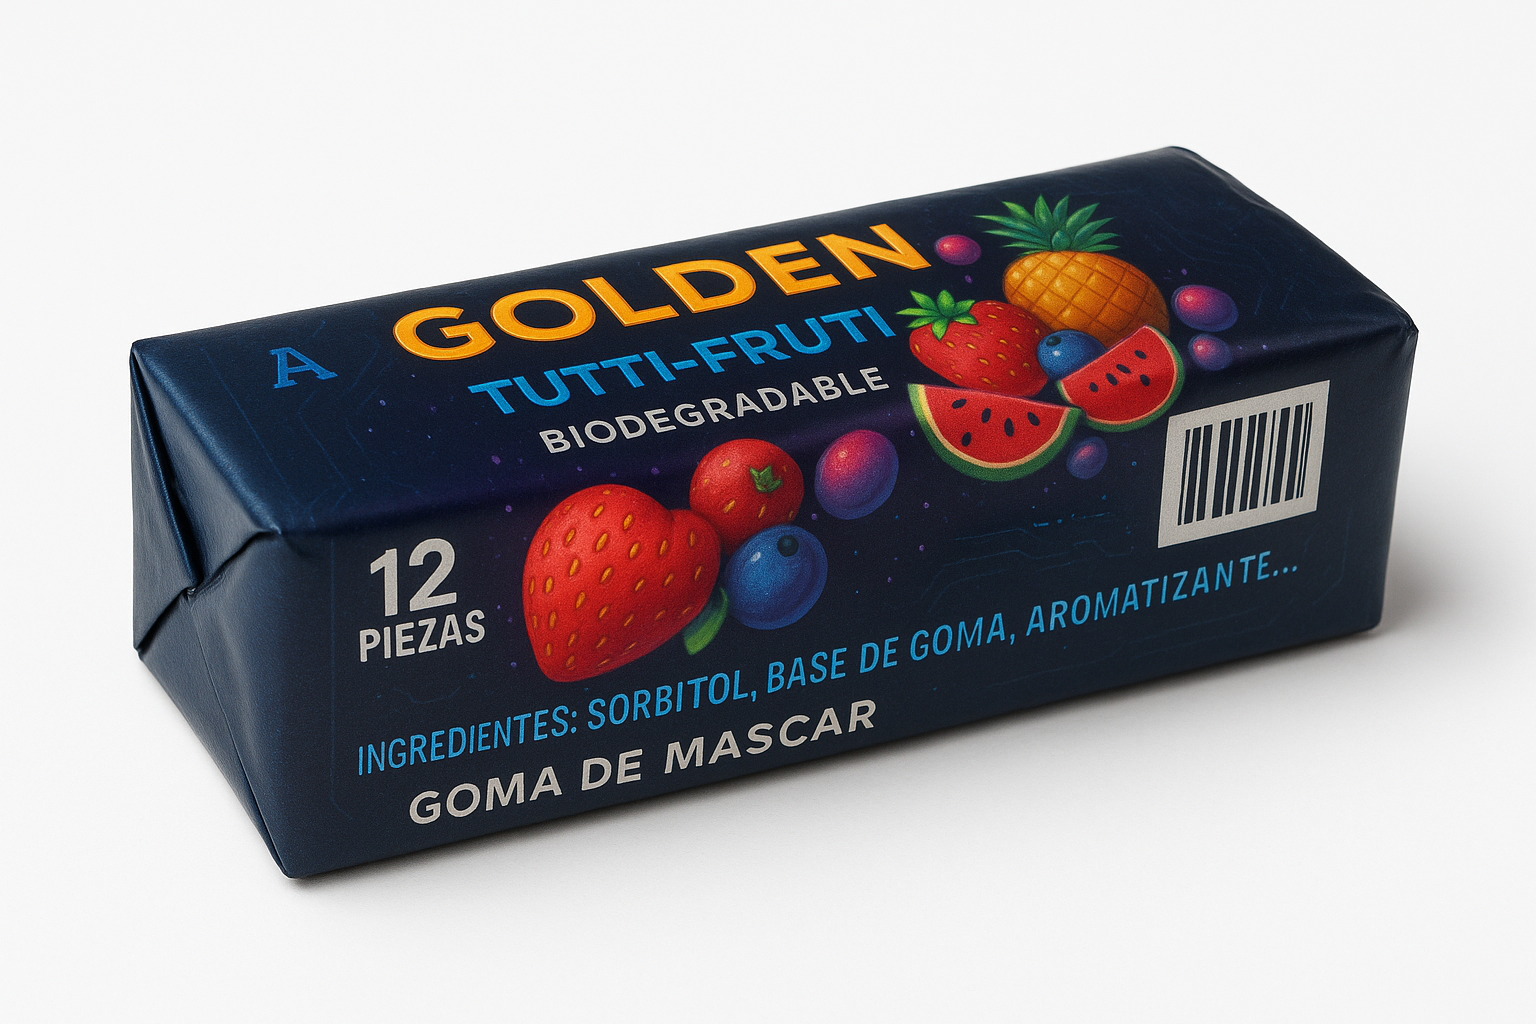 A
GOLDEN
TUTTI-FRUTI
BIODEGRADABLE
12
PIEZAS
INGREDIENTES: SORBITOL, BASE DE GOMA, AROMATIZANTE...
GOMA DE MASCAR